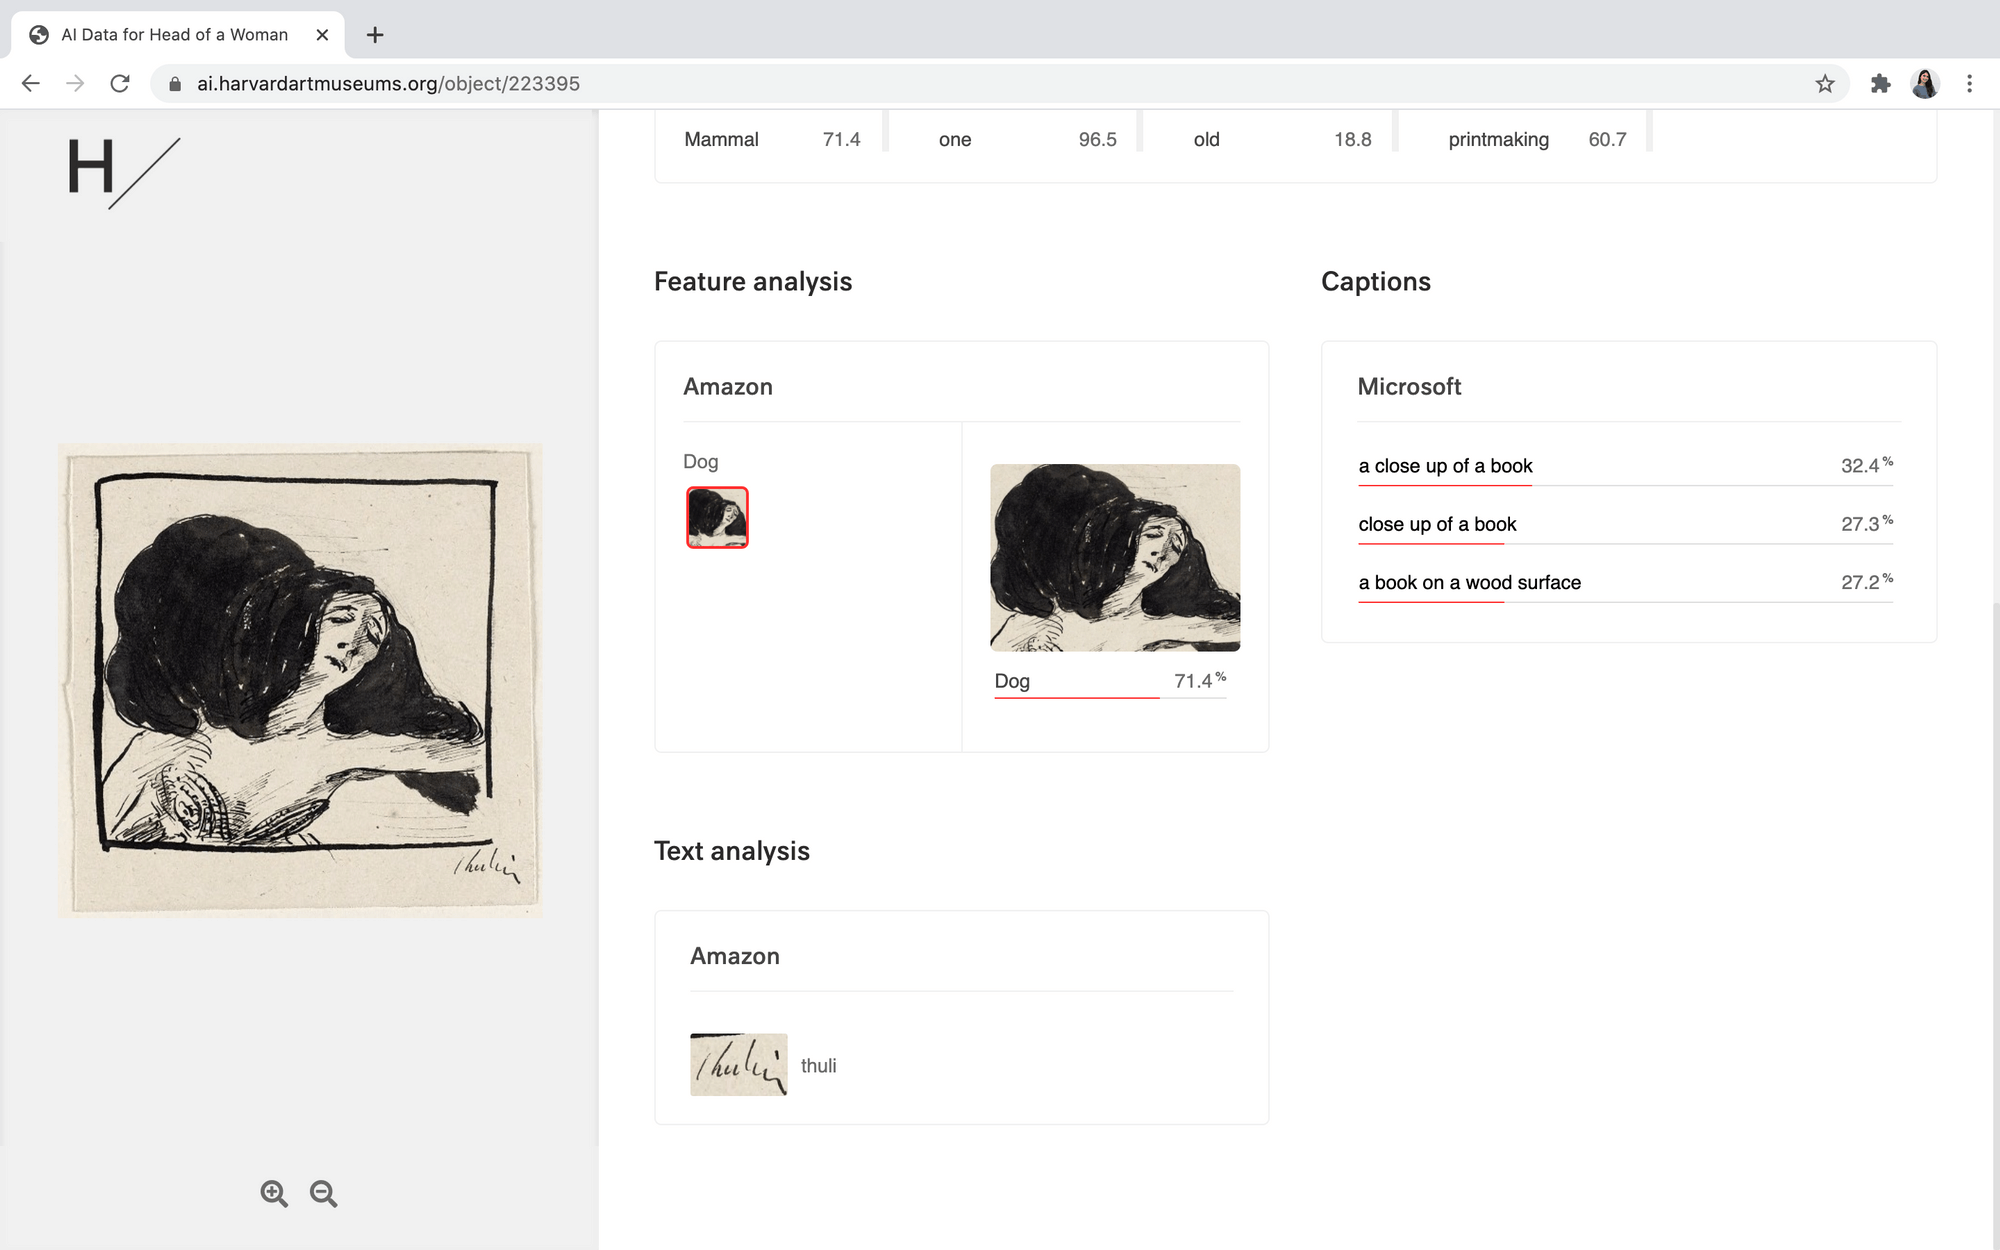 AI Data for Head of a Woman
ai.harvardartmuseums.org/object/223395
H
Mammal 71.4 one 96.5 old 18.8 printmaking 60.7
Feature analysis
Amazon
Dog
Dog 71.4%
Captions
Microsoft
a close up of a book 32.4%
close up of a book 27.3%
a book on a wood surface 27.2%
Text analysis
Amazon
thuli